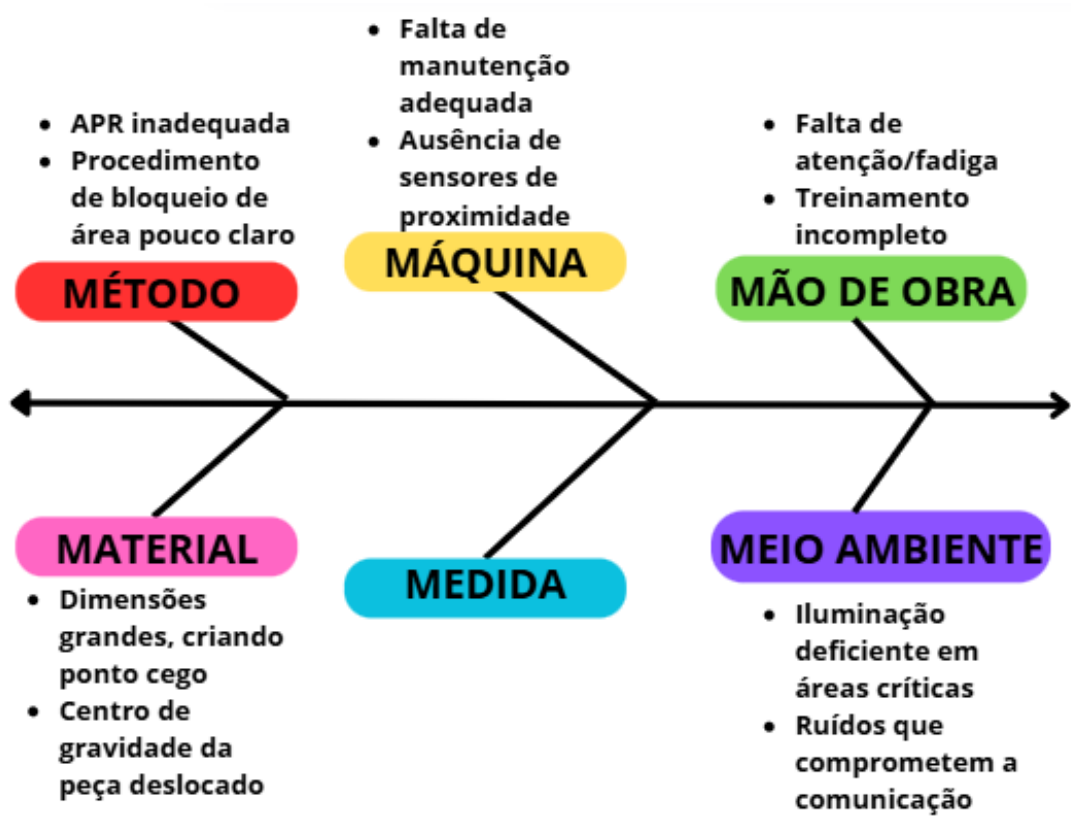 • APR inadequada
• Procedimento
de bloqueio de
área pouco claro
MÉTODO
• Falta de
manutenção
adequada
• Ausência de
sensores de
proximidade
MÁQUINA
• Falta de
atenção/fadiga
• Treinamento
incompleto
MÃO DE OBRA
MATERIAL
• Dimensões
grandes, criando
ponto cego
• Centro de
gravidade da
peça deslocado
MEDIDA
MEIO AMBIENTE
• Iluminação
deficiente em
áreas críticas
• Ruídos que
comprometem a
comunicação